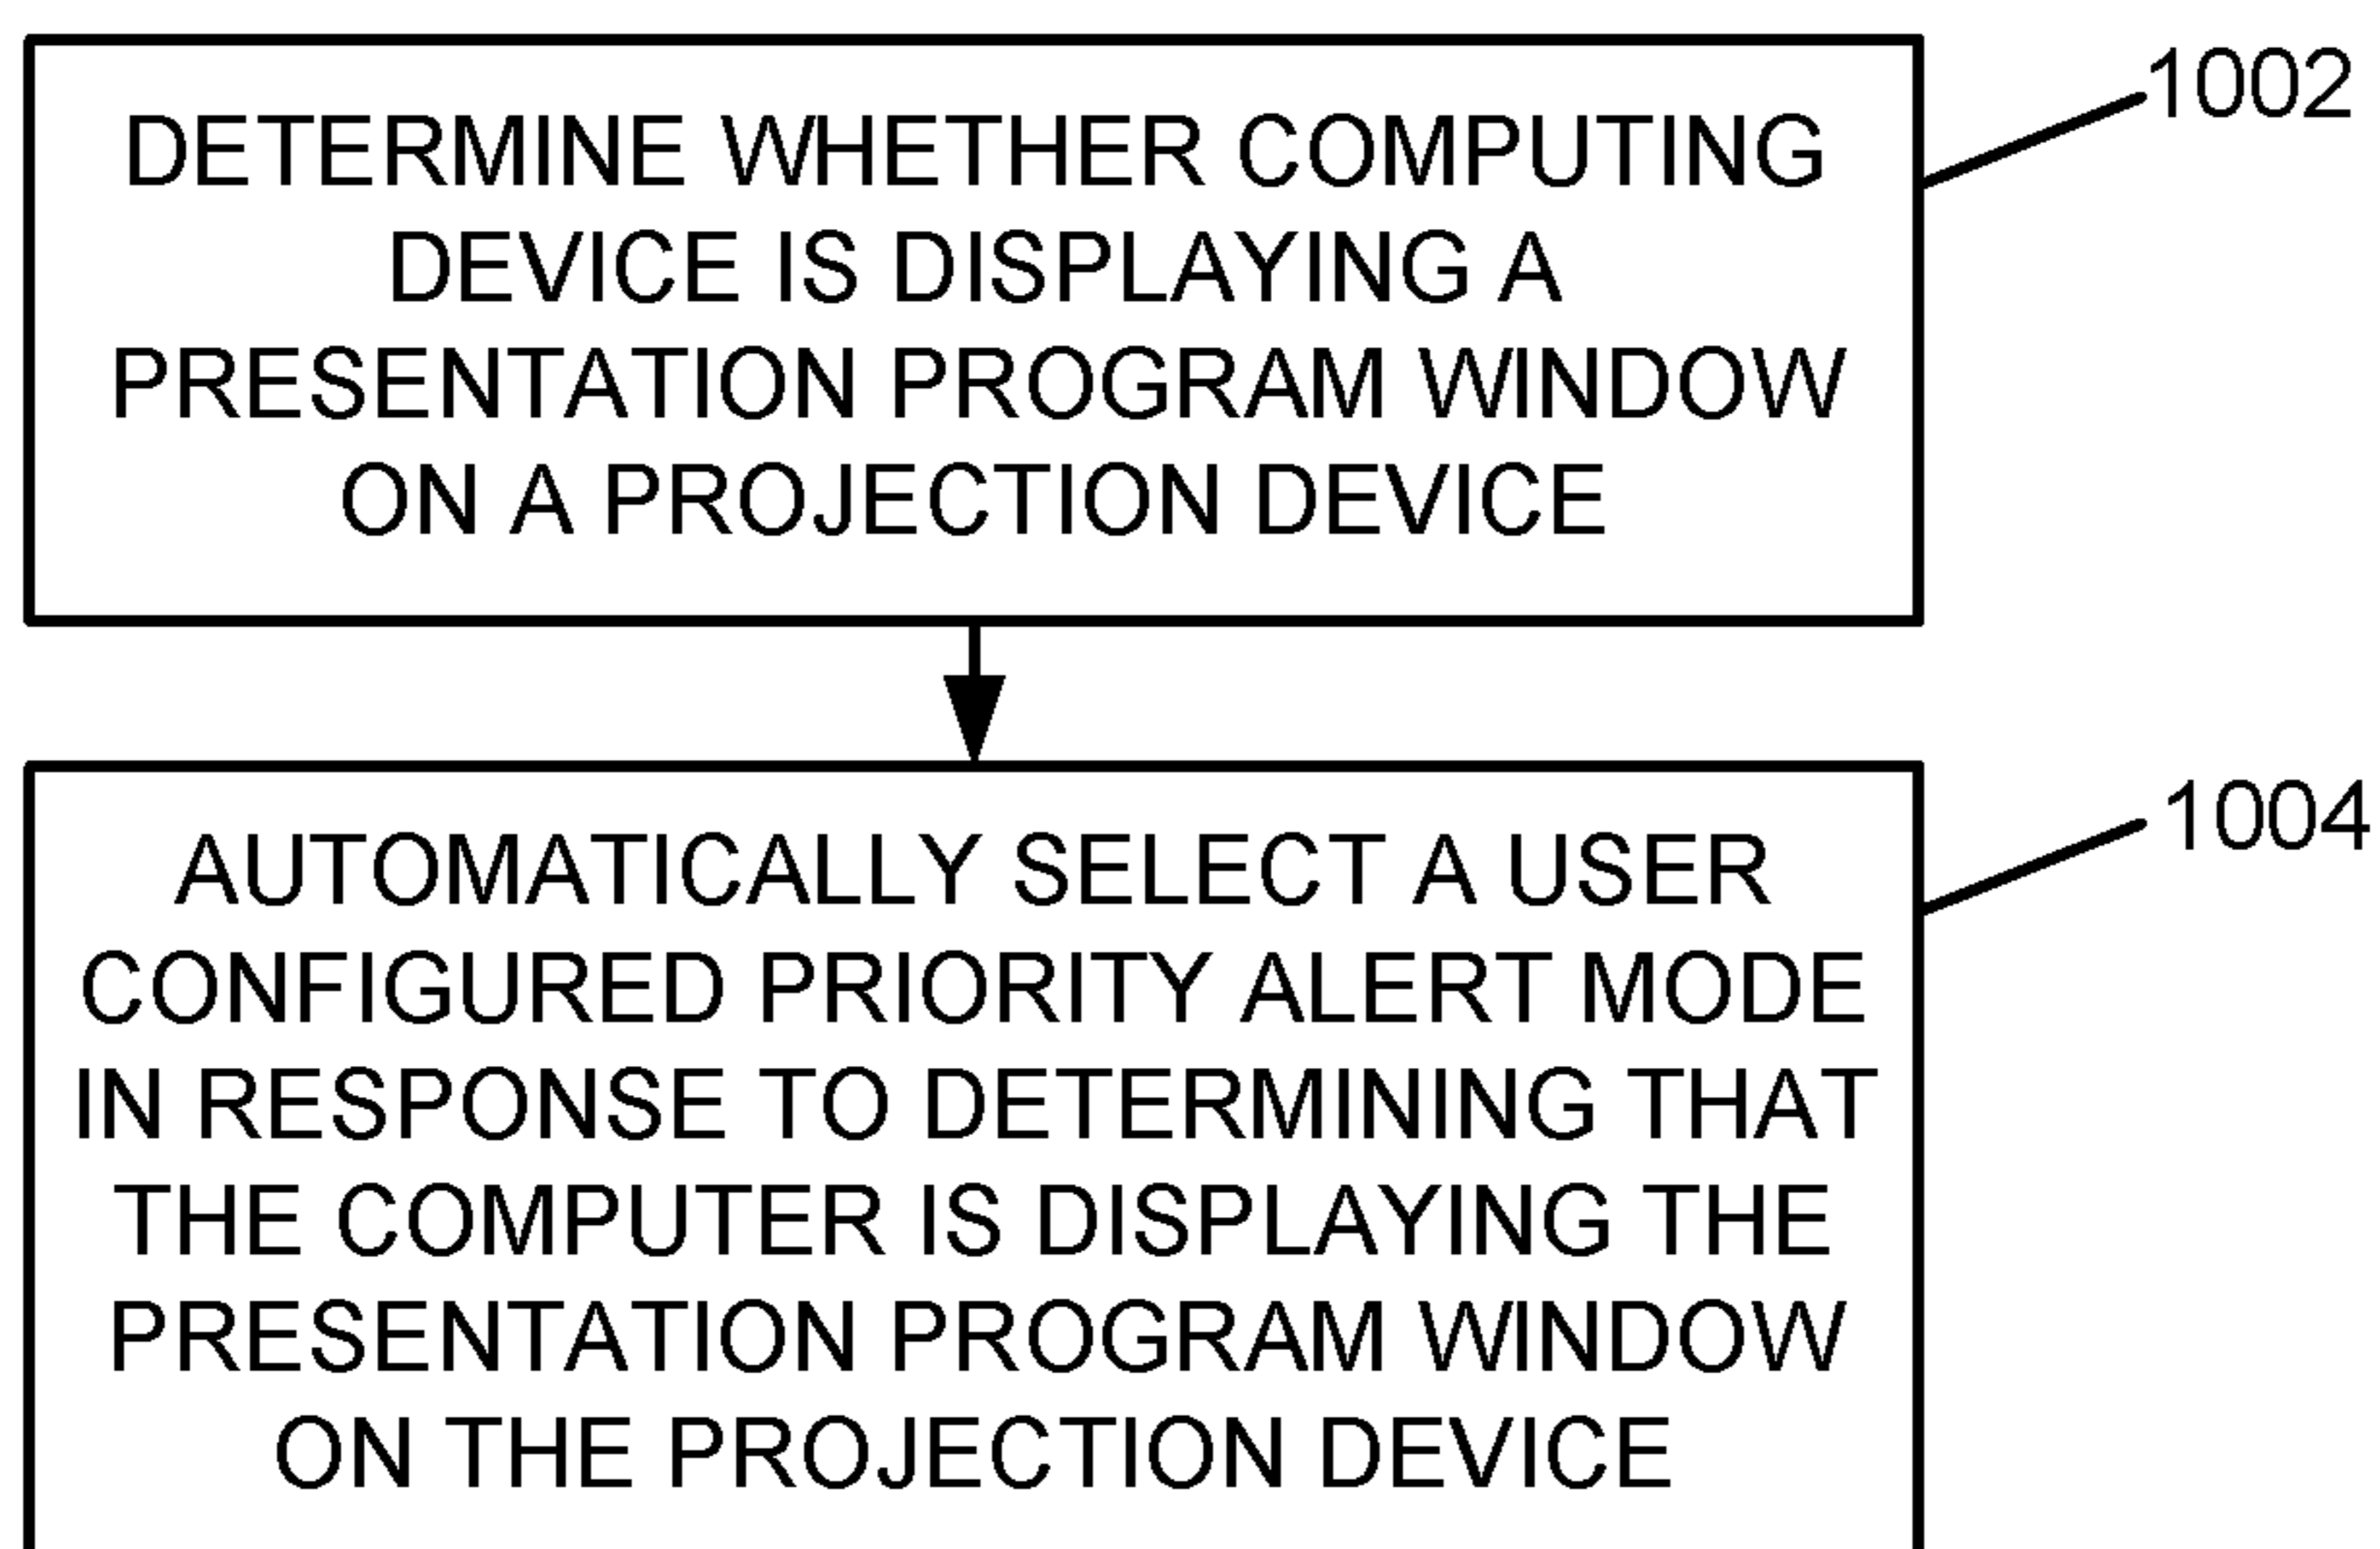 1002
DETERMINE WHETHER COMPUTING
DEVICE IS DISPLAYING A
PRESENTATION PROGRAM WINDOW
ON A PROJECTION DEVICE
1004
AUTOMATICALLY SELECT A USER
CONFIGURED PRIORITY ALERT MODE
IN RESPONSE TO DETERMINING THAT
THE COMPUTER IS DISPLAYING THE
PRESENTATION PROGRAM WINDOW
ON THE PROJECTION DEVICE